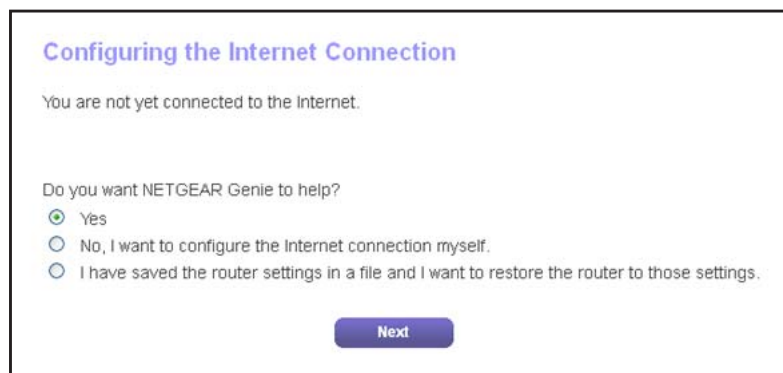 Configuring the Internet Connection
You are not yet connected to the Internet.
Do you want NETGEAR Genie to help?
Yes
No, I want to configure the Internet connection myself.
I have saved the router settings in a file and I want to restore the router to those settings.
Next